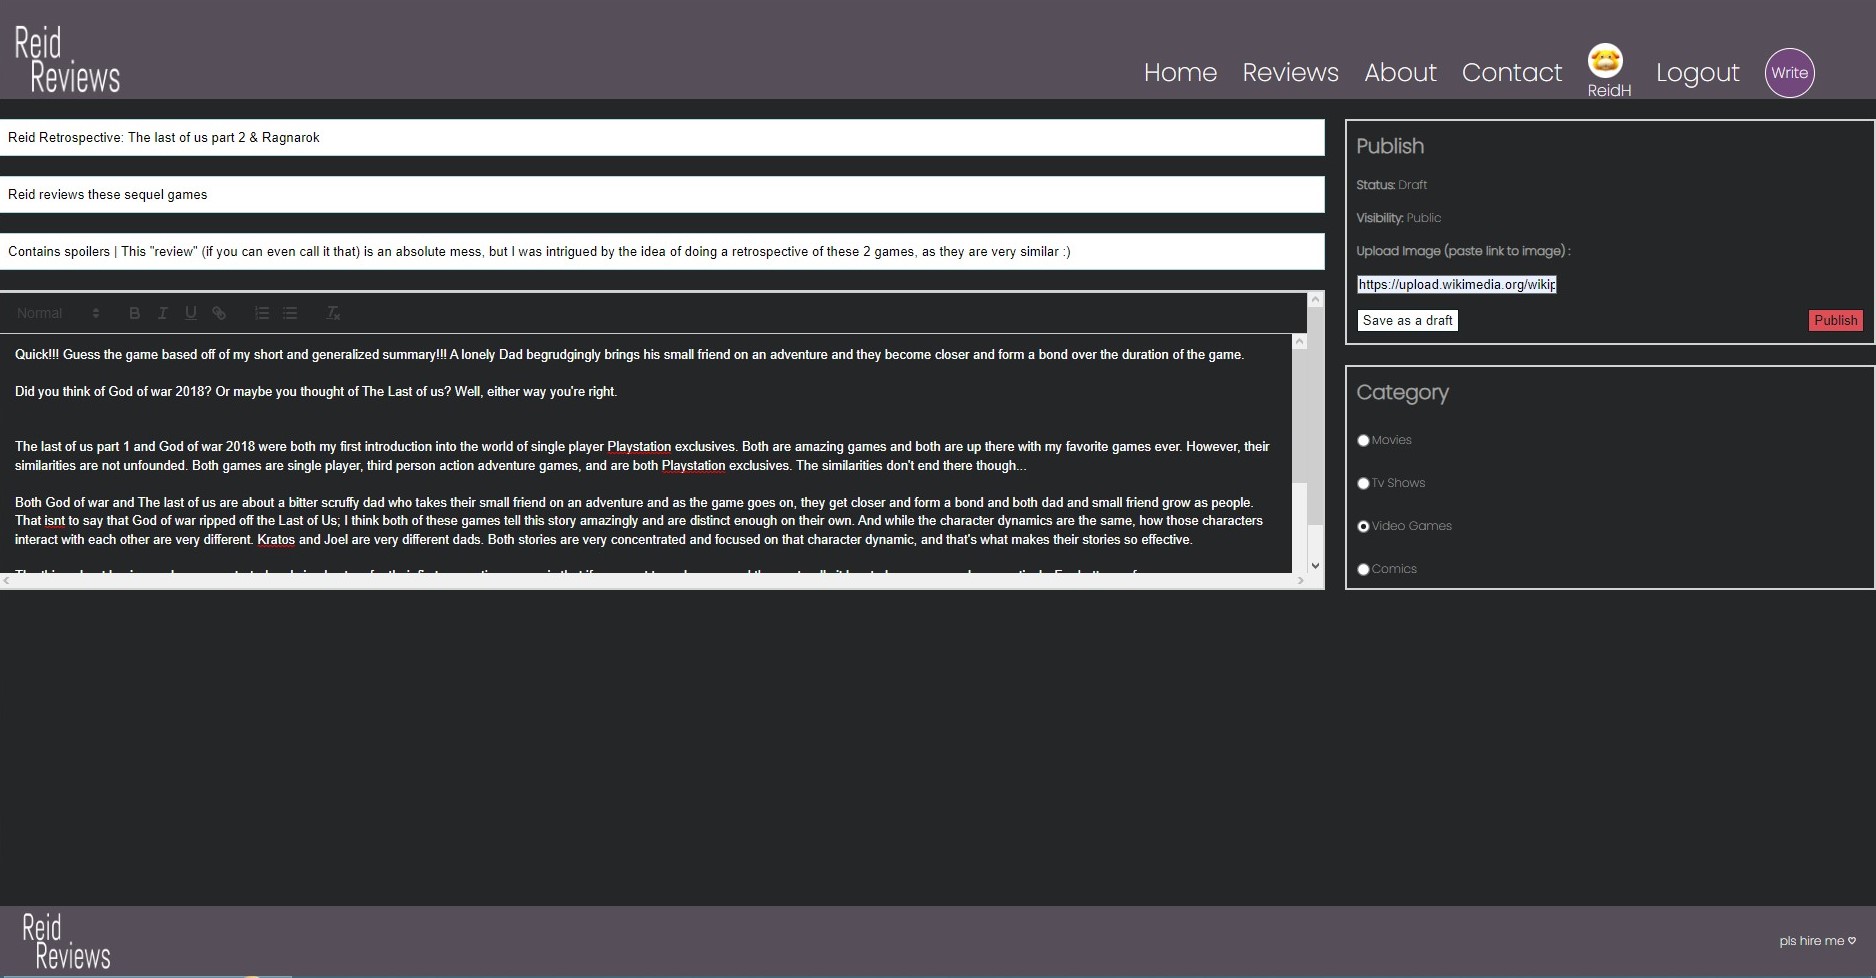 Reid
Reviews
Home Reviews About Contact ReidH Logout Write
Reid Retrospective: The last of us part 2 & Ragnarok
Reid reviews these sequel games
Contains spoilers | This "review" (if you can even call it that) is an absolute mess, but I was intrigued by the idea of doing a retrospective of these 2 games, as they are very similar :)
Normal B I U
Quick!!! Guess the game based off of my short and generalized summary!!! A lonely Dad begrudgingly brings his small friend on an adventure and they become closer and form a bond over the duration of the game.
Did you think of God of war 2018? Or maybe you thought of The Last of us? Well, either way you're right.
The last of us part 1 and God of war 2018 were both my first introduction into the world of single player Playstation exclusives. Both are amazing games and both are up there with my favorite games ever. However, their
similarities are not unfounded. Both games are single player, third person action adventure games, and are both Playstation exclusives. The similarities don't end there though...
Both God of war and The last of us are about a bitter scruffy dad who takes their small friend on an adventure and as the game goes on, they get closer and form a bond and both dad and small friend grow as people.
That isnt to say that God of war ripped off the Last of Us; I think both of these games tell this story amazingly and are distinct enough on their own. And while the character dynamics are the same, how those characters
interact with each other are very different. Kratos and Joel are very different dads. Both stories are very concentrated and focused on that character dynamic, and that's what makes their stories so effective.
Publish
Status: Draft
Visibility: Public
Upload Image (paste link to image) :
https://upload.wikimedia.org/wikip
Save as a draft Publish
Category
Movies
Tv Shows
Video Games
Comics
Reid
Reviews
pls hire me ♡